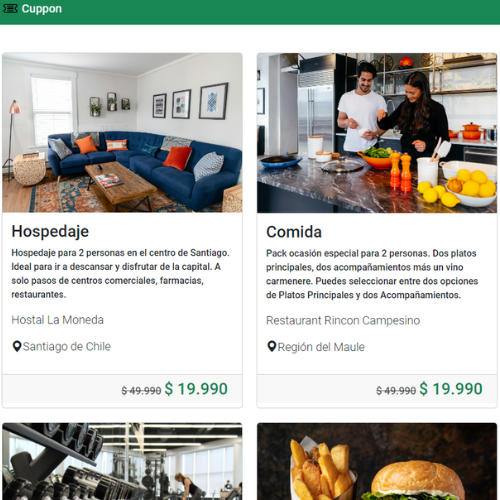 Cuppon
Hospedaje
Hospedaje para 2 personas en el centro de Santiago.
Ideal para ir a descansar y disfrutar de la capital. A
solo pasos de centros comerciales, farmacias,
restaurantes.
Hostal La Moneda
Santiago de Chile
$ 49.990 $ 19.990
Comida
Pack ocasión especial para 2 personas. Dos platos
principales, dos acompañamientos más un vino
carmenere. Puedes seleccionar entre dos opciones
de Platos Principales y dos Acompañamientos.
Restaurant Rincon Campesino
Región del Maule
$ 49.990 $ 19.990